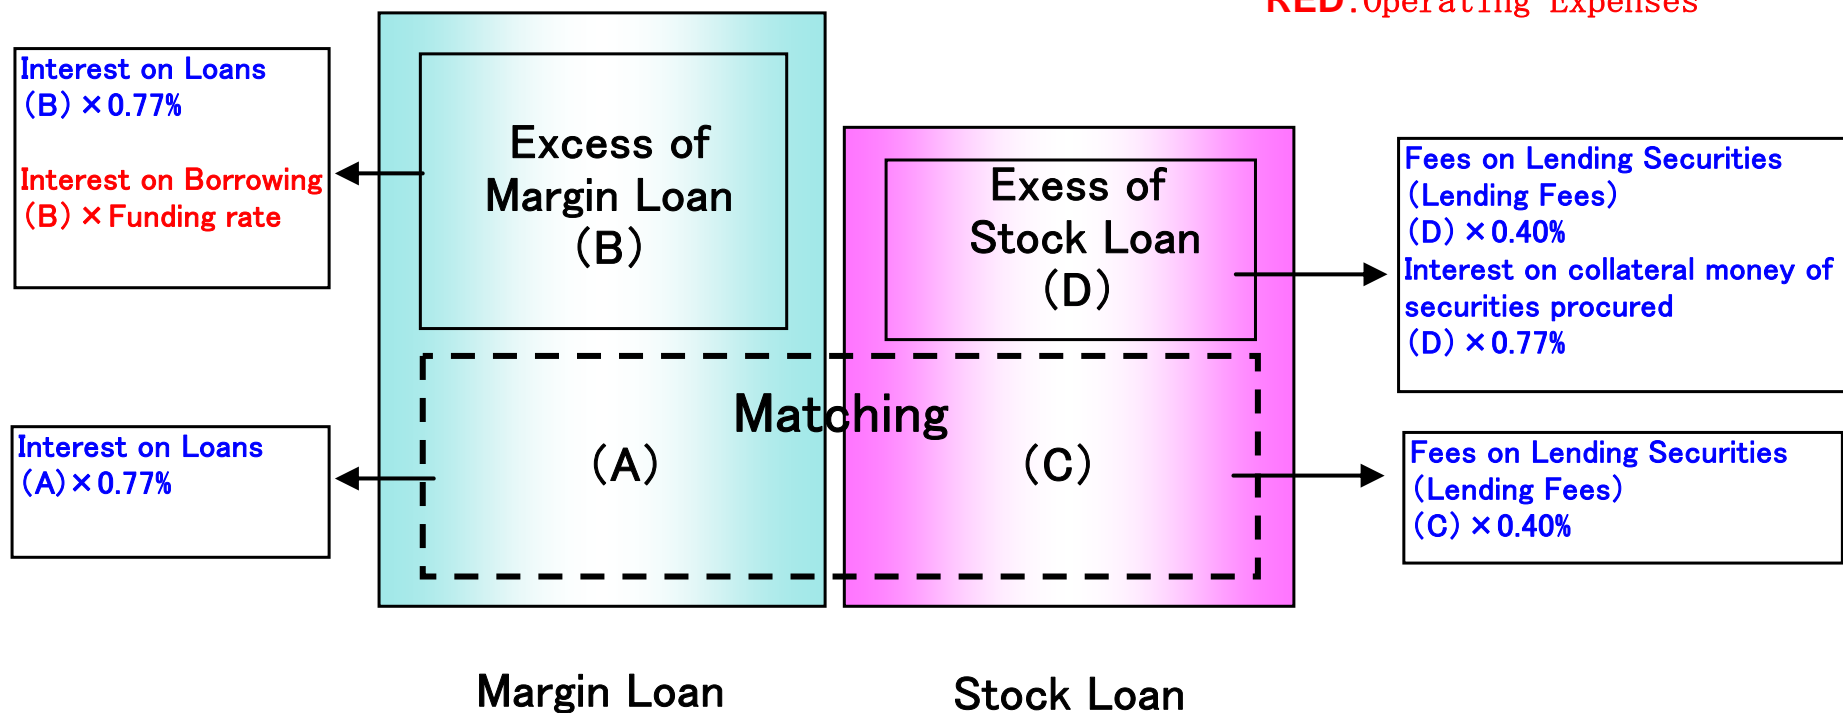 RED:Operating Expenses
Interest on Loans
(B)×0.77%
Interest on Borrowing
(B)×Funding rate
Excess of
Margin Loan
(B)
Exess of
Stock Loan
(D)
Fees on Lending Securities
(Lending Fees)
(D)×0.40%
Interest on collateral money of
securities procured
(D)×0.77%
Matching
Interest on Loans
(A)×0.77%
(A)
(C)
Fees on Lending Securities
(Lending Fees)
(C)×0.40%
Margin Loan
Stock Loan